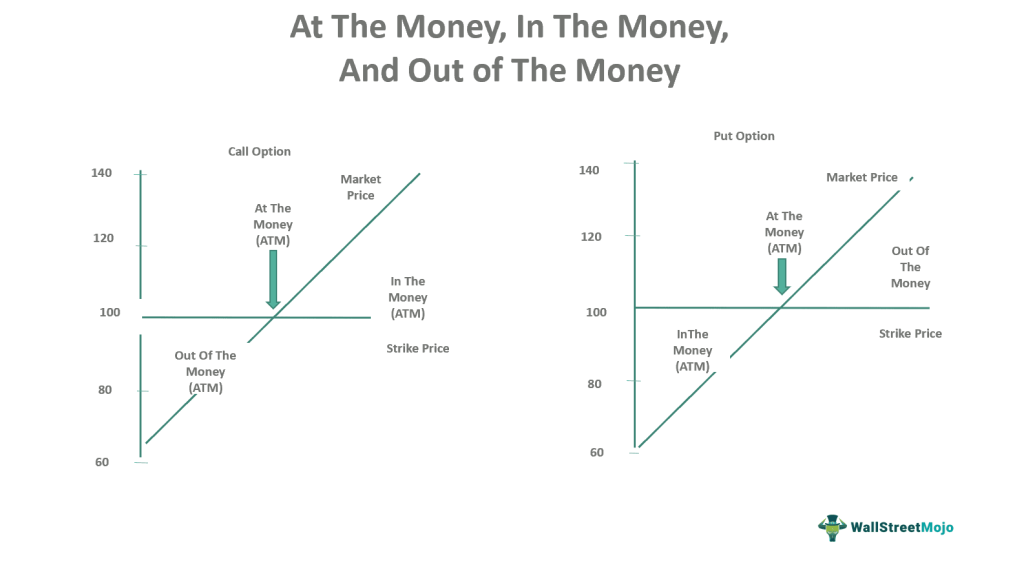 At The Money, In The Money,
And Out of The Money
Call Option
140
120
100
80
60
Market
Price
At The
Money
(ATM)
In The
Money
(ATM)
Strike Price
Out Of The
Money
(ATM)
Put Option
140
120
100
80
60
Market Price
At The
Money
(ATM)
Out Of
The
Money
Strike Price
InThe
Money
(ATM)
WallStreetMojo